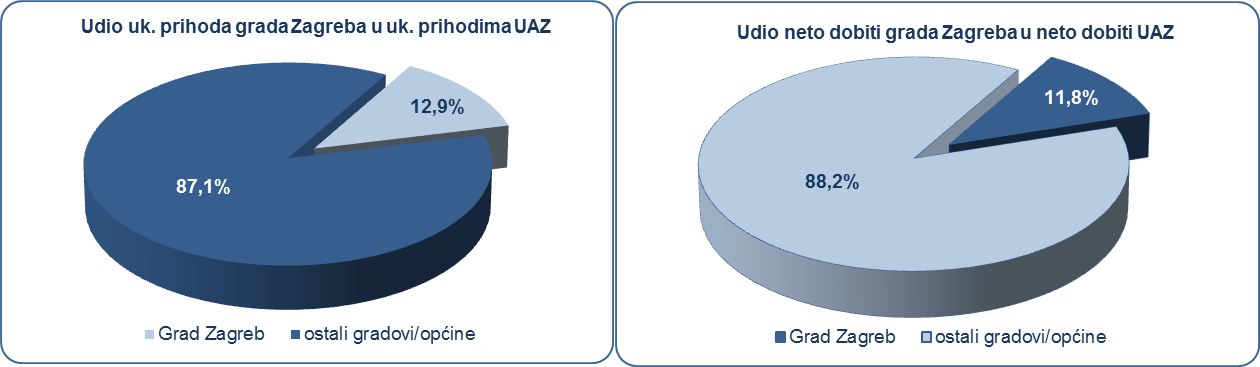 Udio uk. prihoda grada Zagreba u uk. prihodima UAZ
12,9%
87,1%
Grad Zagreb
ostali gradovi/općine
Udio neto dobiti grada Zagreba u neto dobiti UAZ
11,8%
88,2%
Grad Zagreb
ostali gradovi/općine